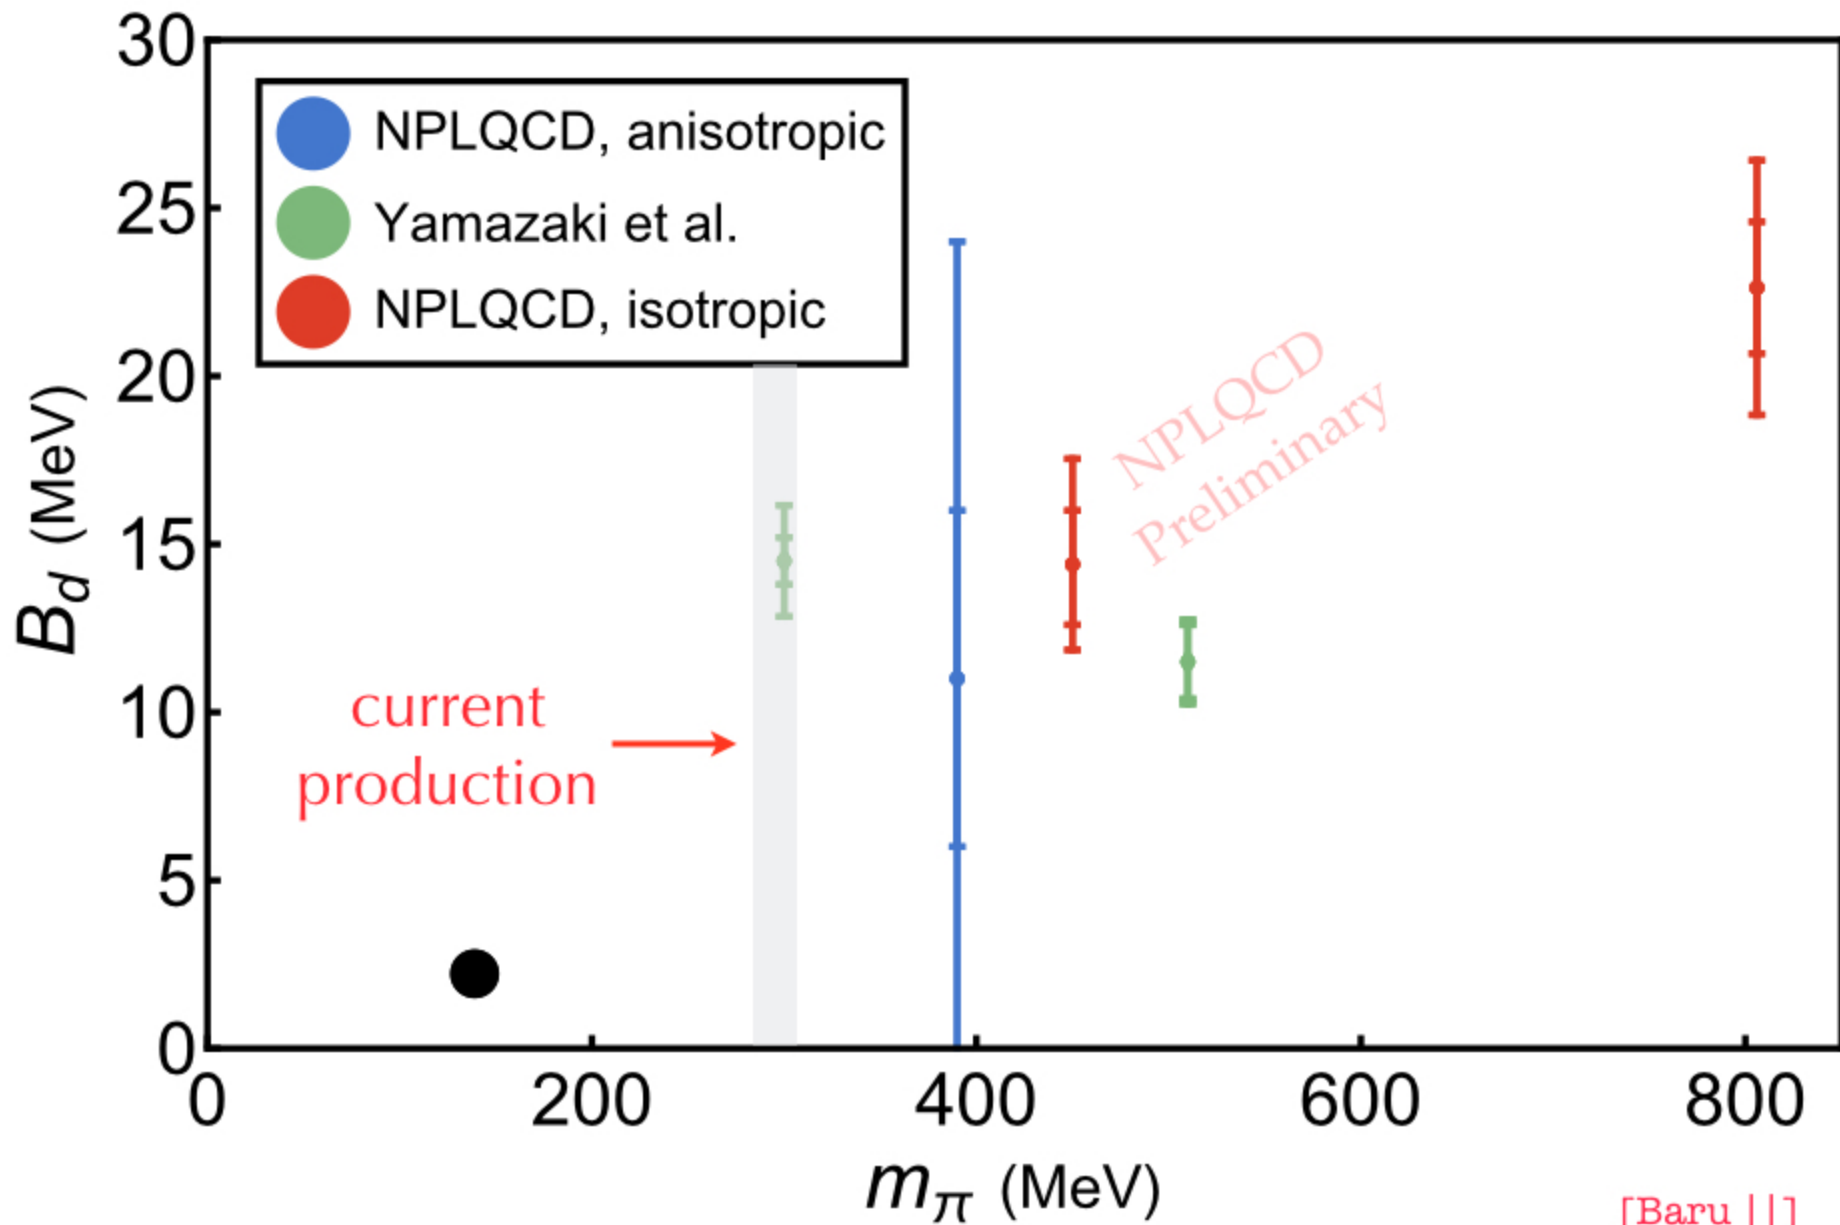 30
NPLQCD, anisotropic
25
Yamazaki et al.
NPLQCD, isotropic
20
NPLQCD
Preliminary
15
B_d (MeV)
10
current
production
5
0
0 200 400 600 800
m_π (MeV)
[Baru ||]